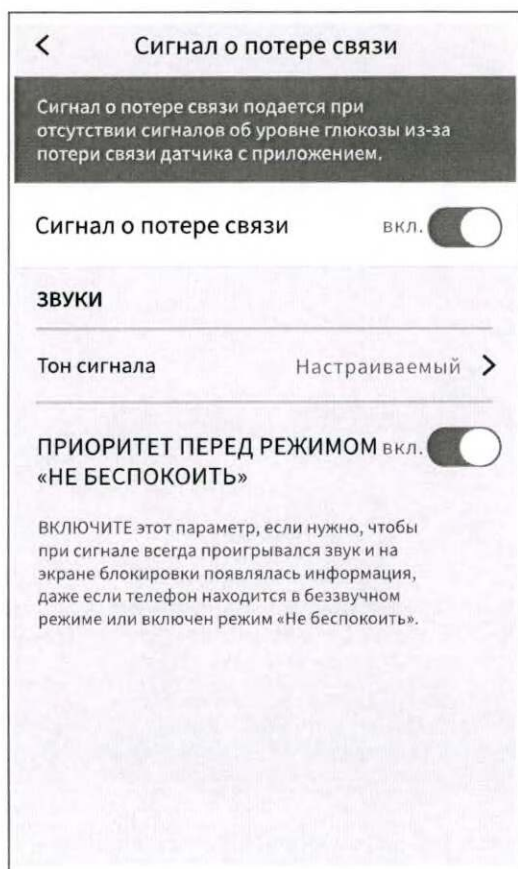 Сигнал о потере связи
Сигнал о потере связи подается при
отсутствии сигналов об уровне глюкозы из-за
потери связи датчика с приложением.
Сигнал о потере связи вкл.
ЗВУКИ
Тон сигнала Настраиваемый
ПРИОРИТЕТ ПЕРЕД РЕЖИМОМ вкл.
«НЕ БЕСПОКОИТЬ»
ВКЛЮЧИТЕ этот параметр, если нужно, чтобы
при сигнале всегда проигрывался звук и на
экране блокировки появлялась информация,
даже если телефон находится в беззвучном
режиме или включен режим «Не беспокоить».